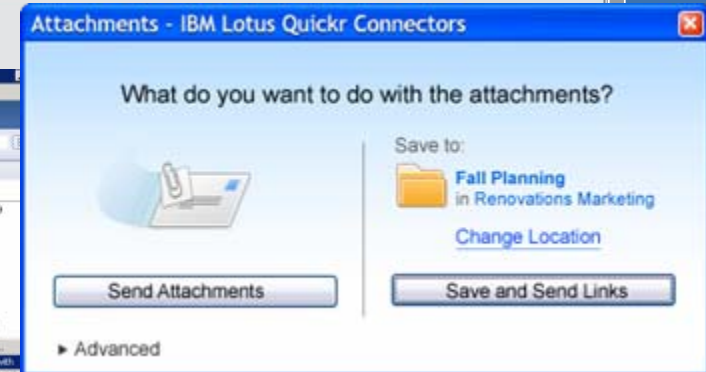 Attachments - IBM Lotus Quickr Connectors
What do you want to do with the attachments?
Save to:
Fall Planning
in Renovations Marketing
Change Location
Send Attachments
Save and Send Links
▸ Advanced
with